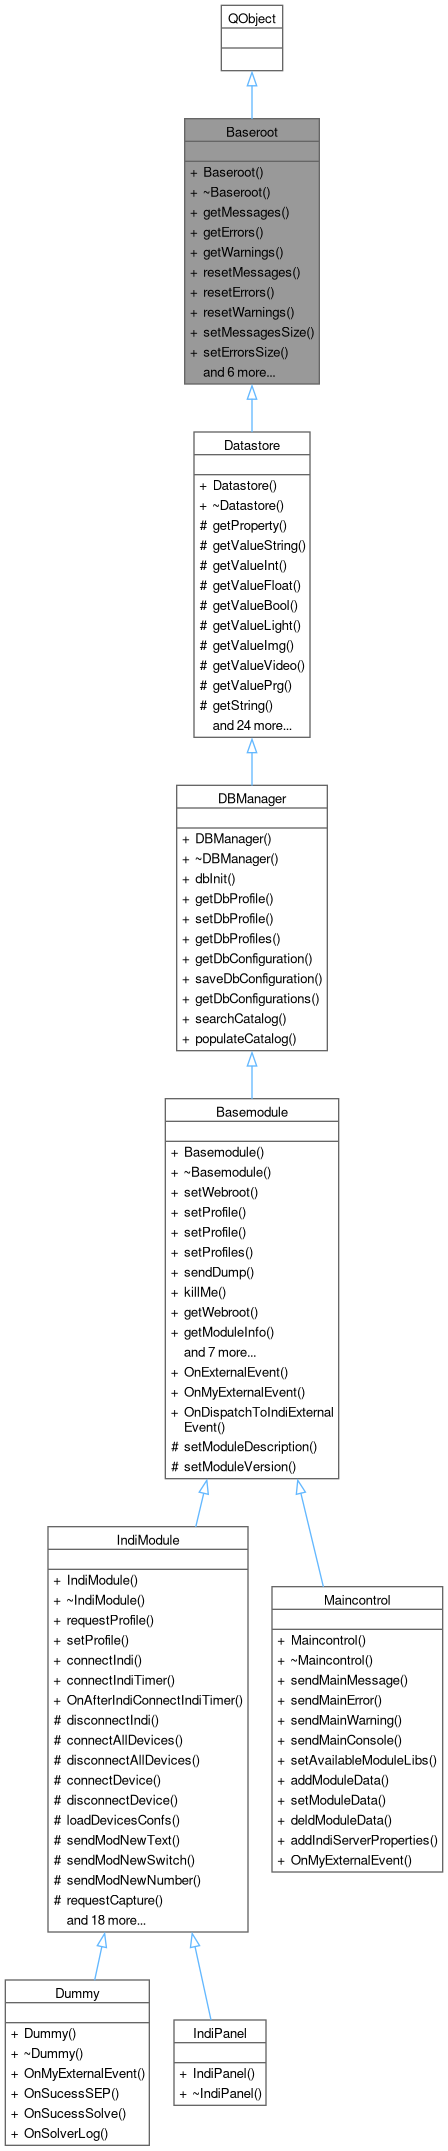 QObject
Baseroot
+ Baseroot()
+ ~Baseroot()
+ getMessages()
+ getErrors()
+ getWarnings()
+ resetMessages()
+ resetErrors()
+ resetWarnings()
+ setMessagesSize()
+ setErrorsSize()
and 6 more...
Datastore
+ Datastore()
+ ~Datastore()
# getProperty()
# getValueString()
# getValueInt()
# getValueFloat()
# getValueBool()
# getValueLight()
# getValueImg()
# getValueVideo()
# getValuePrg()
# getString()
and 24 more...
DBManager
+ DBManager()
+ ~DBManager()
+ dbInit()
+ getDbProfile()
+ setDbProfile()
+ getDbProfiles()
+ getDbConfiguration()
+ saveDbConfiguration()
+ getDbConfigurations()
+ searchCatalog()
+ populateCatalog()
Basemodule
+ Basemodule()
+ ~Basemodule()
+ setWebroot()
+ setProfile()
+ setProfile()
+ setProfiles()
+ sendDump()
+ killMe()
+ getWebroot()
+ getModuleInfo()
and 7 more...
+ OnExternalEvent()
+ OnMyExternalEvent()
+ OnDispatchToIndiExternal
Event()
# setModuleDescription()
# setModuleVersion()
IndiModule
+ IndiModule()
+ ~IndiModule()
+ requestProfile()
+ setProfile()
+ connectIndi()
+ connectIndiTimer()
+ OnAfterIndiConnectIndiTimer()
# disconnectIndi()
# connectAllDevices()
# disconnectAllDevices()
# connectDevice()
# disconnectDevice()
# loadDevicesConfs()
# sendModNewText()
# sendModNewSwitch()
# sendModNewNumber()
# requestCapture()
and 18 more...
Maincontrol
+ Maincontrol()
+ ~Maincontrol()
+ sendMainMessage()
+ sendMainError()
+ sendMainWarning()
+ sendMainConsole()
+ setAvailableModuleLibs()
+ addModuleData()
+ setModuleData()
+ deldModuleData()
+ addIndiServerProperties()
+ OnMyExternalEvent()
Dummy
+ Dummy()
+ ~Dummy()
+ OnMyExternalEvent()
+ OnSucessSEP()
+ OnSucessSolve()
+ OnSolverLog()
IndiPanel
+ IndiPanel()
+ ~IndiPanel()